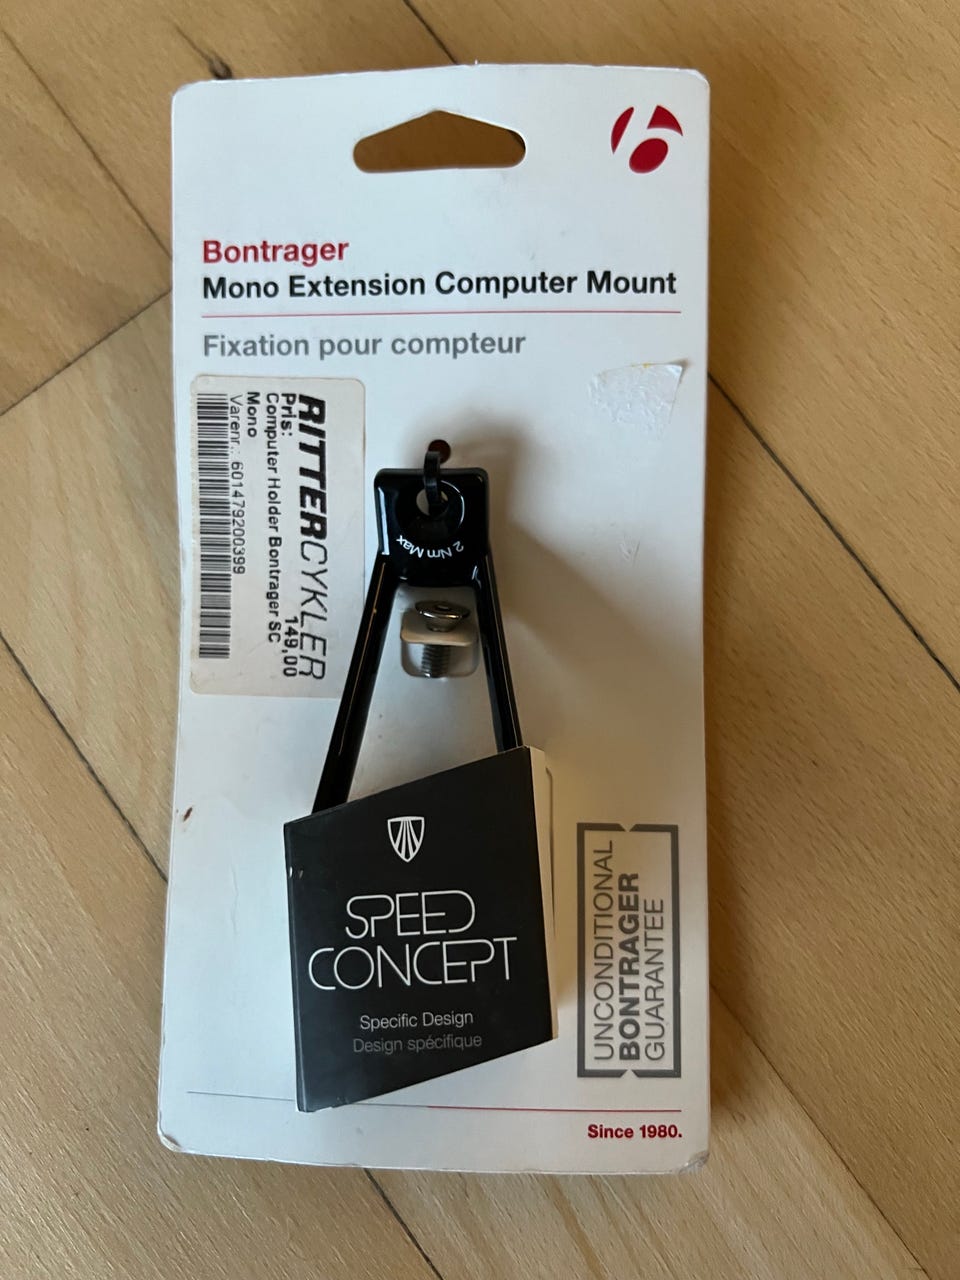 Bontrager
Mono Extension Computer Mount
Fixation pour compteur
RITTERCYKLER
Pris: 149,00
Computer Holder Bontrager SC
Mono
Varenr.: 601479200399
2 Nm Max
SPEED
CONCEPT
Specific Design
Design spécifique
UNCONDITIONAL
BONTRAGER
GUARANTEE
Since 1980.